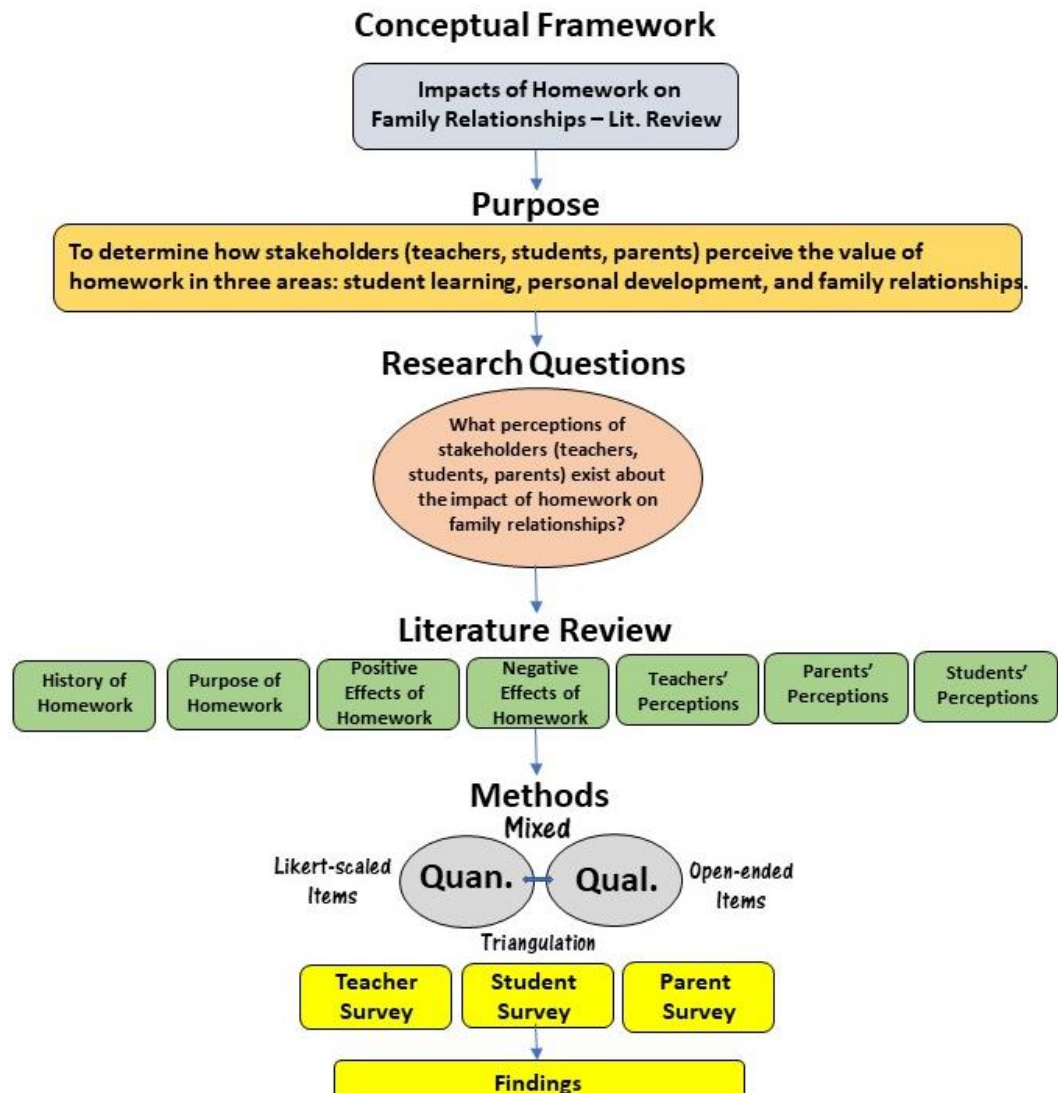 Conceptual Framework
Impacts of Homework on
Family Relationships – Lit. Review
Purpose
To determine how stakeholders (teachers, students, parents) perceive the value of
homework in three areas: student learning, personal development, and family relationships.
Research Questions
What perceptions of
stakeholders (teachers,
students, parents) exist about
the impact of homework on
family relationships?
Literature Review
History of
Homework
Purpose of
Homework
Positive
Effects of
Homework
Negative
Effects of
Homework
Teachers'
Perceptions
Parents'
Perceptions
Students'
Perceptions
Methods
Mixed
Likert-scaled
Items
Quan.
Qual.
Open-ended
Items
Triangulation
Teacher
Survey
Student
Survey
Parent
Survey
Findings